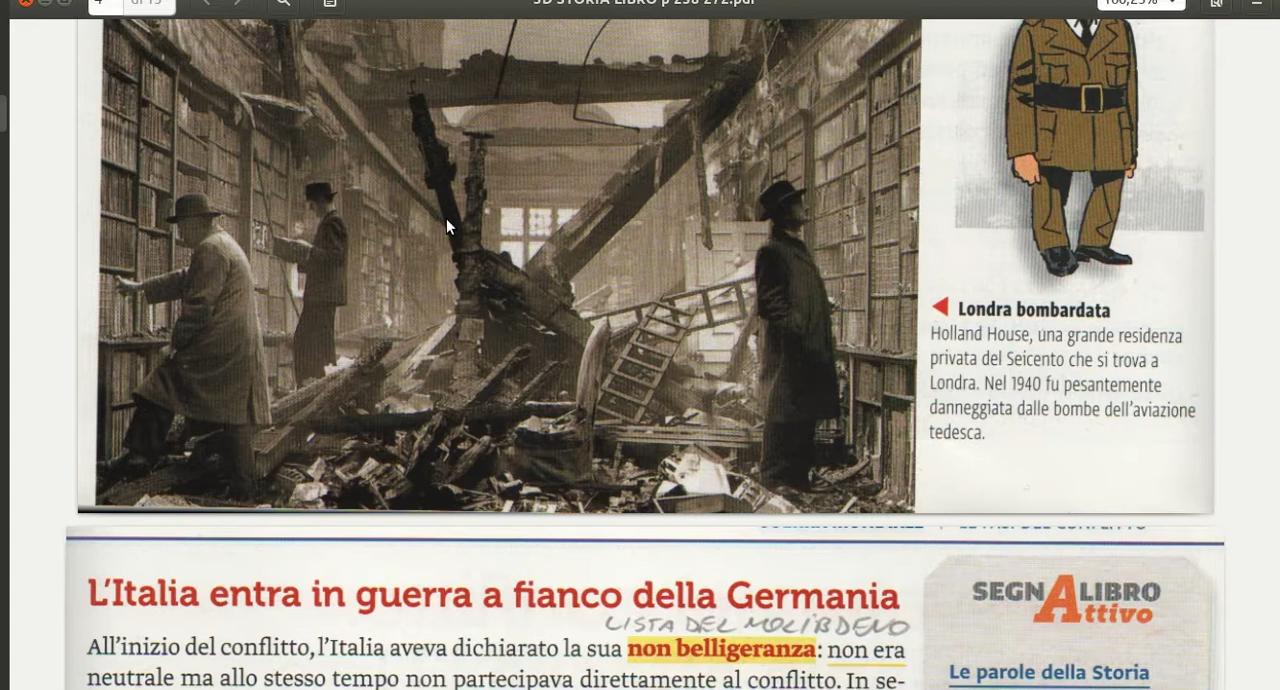 Londra bombardata
Holland House, una grande residenza
privata del Seicento che si trova a
Londra. Nel 1940 fu pesantemente
danneggiata dalle bombe dell'aviazione
tedesca.
L'Italia entra in guerra a fianco della Germania
LISTA DEL MOLIBDENO
All'inizio del conflitto, l'Italia aveva dichiarato la sua non belligeranza: non era
neutrale ma allo stesso tempo non partecipava direttamente al conflitto. In se-
SEGNALIBRO
Attivo
Le parole della Storia